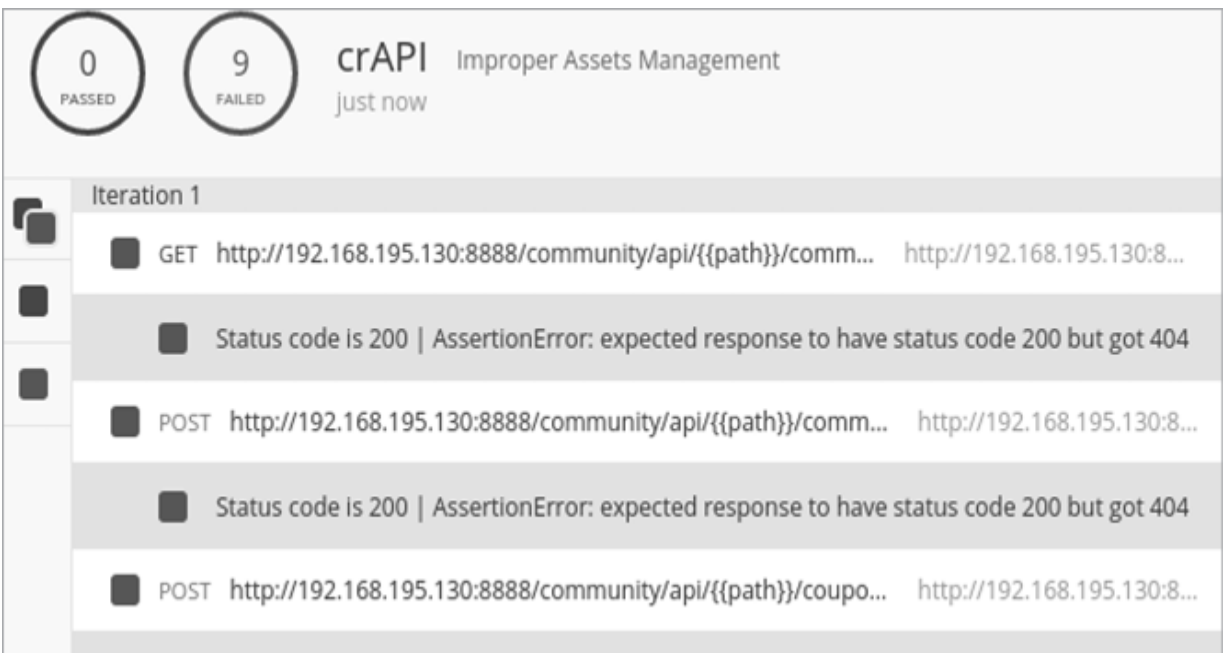 0
PASSED
9
FAILED
crAPI Improper Assets Management
just now
Iteration 1
GET http://192.168.195.130:8888/community/api/{{path}}/comm... http://192.168.195.130:8...
Status code is 200 | AssertionError: expected response to have status code 200 but got 404
POST http://192.168.195.130:8888/community/api/{{path}}/comm... http://192.168.195.130:8...
Status code is 200 | AssertionError: expected response to have status code 200 but got 404
POST http://192.168.195.130:8888/community/api/{{path}}/coupo... http://192.168.195.130:8...